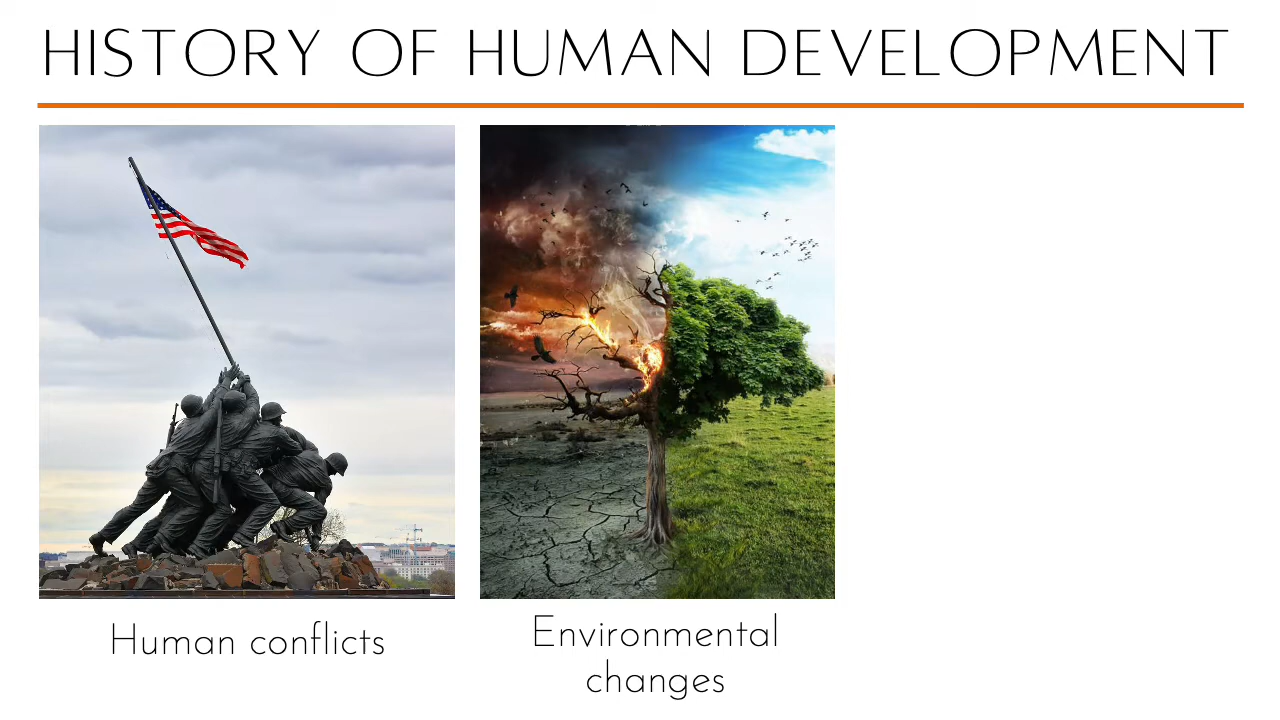 HISTORY OF HUMAN DEVELOPMENT
Human conflicts
Environmental
changes